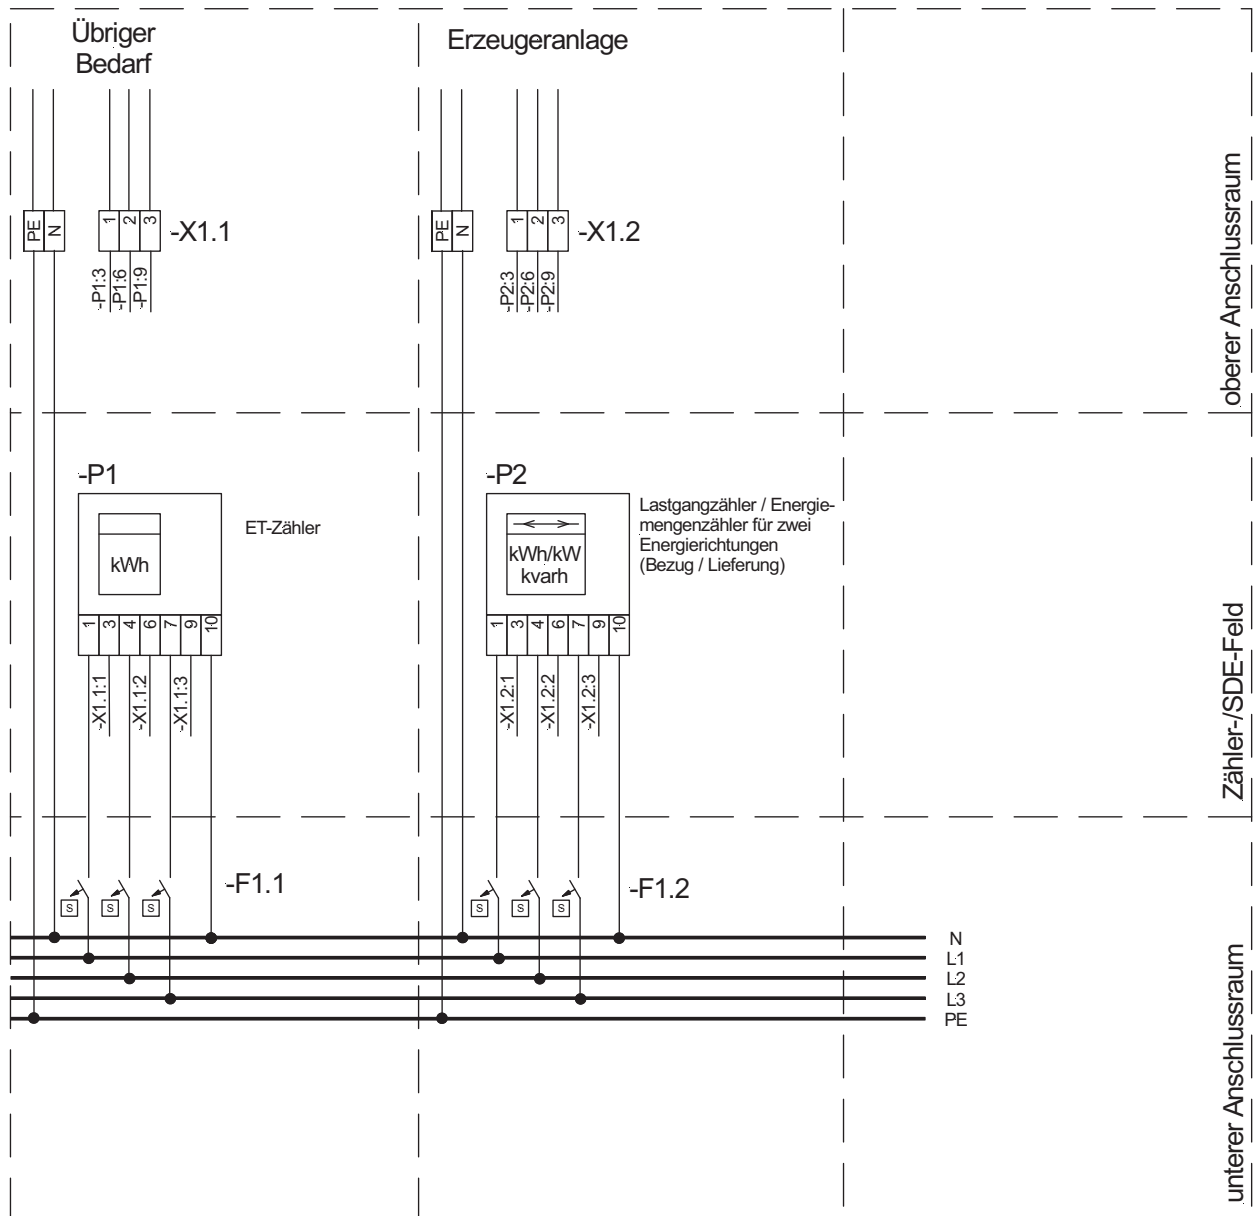 Übriger
Bedarf
Erzeugeranlage
PE
N
1
2
3
-X1.1
-P1:3
-P1:6
-P1:9
PE
N
1
2
3
-X1.2
-P2:3
-P2:6
-P2:9
oberer Anschlussraum
-P1
kWh
ET-Zähler
1
3
4
6
7
9
10
-X1.1:1
-X1.1:2
-X1.1:3
-P2
kWh/kW
kvarh
Lastgangzähler / Energie-
mengenzähler für zwei
Energierichtungen
(Bezug / Lieferung)
1
3
4
6
7
9
10
-X1.2:1
-X1.2:2
-X1.2:3
Zähler-/SDE-Feld
S
S
S
-F1.1
S
S
S
-F1.2
N
L1
L2
L3
PE
unterer Anschlussraum